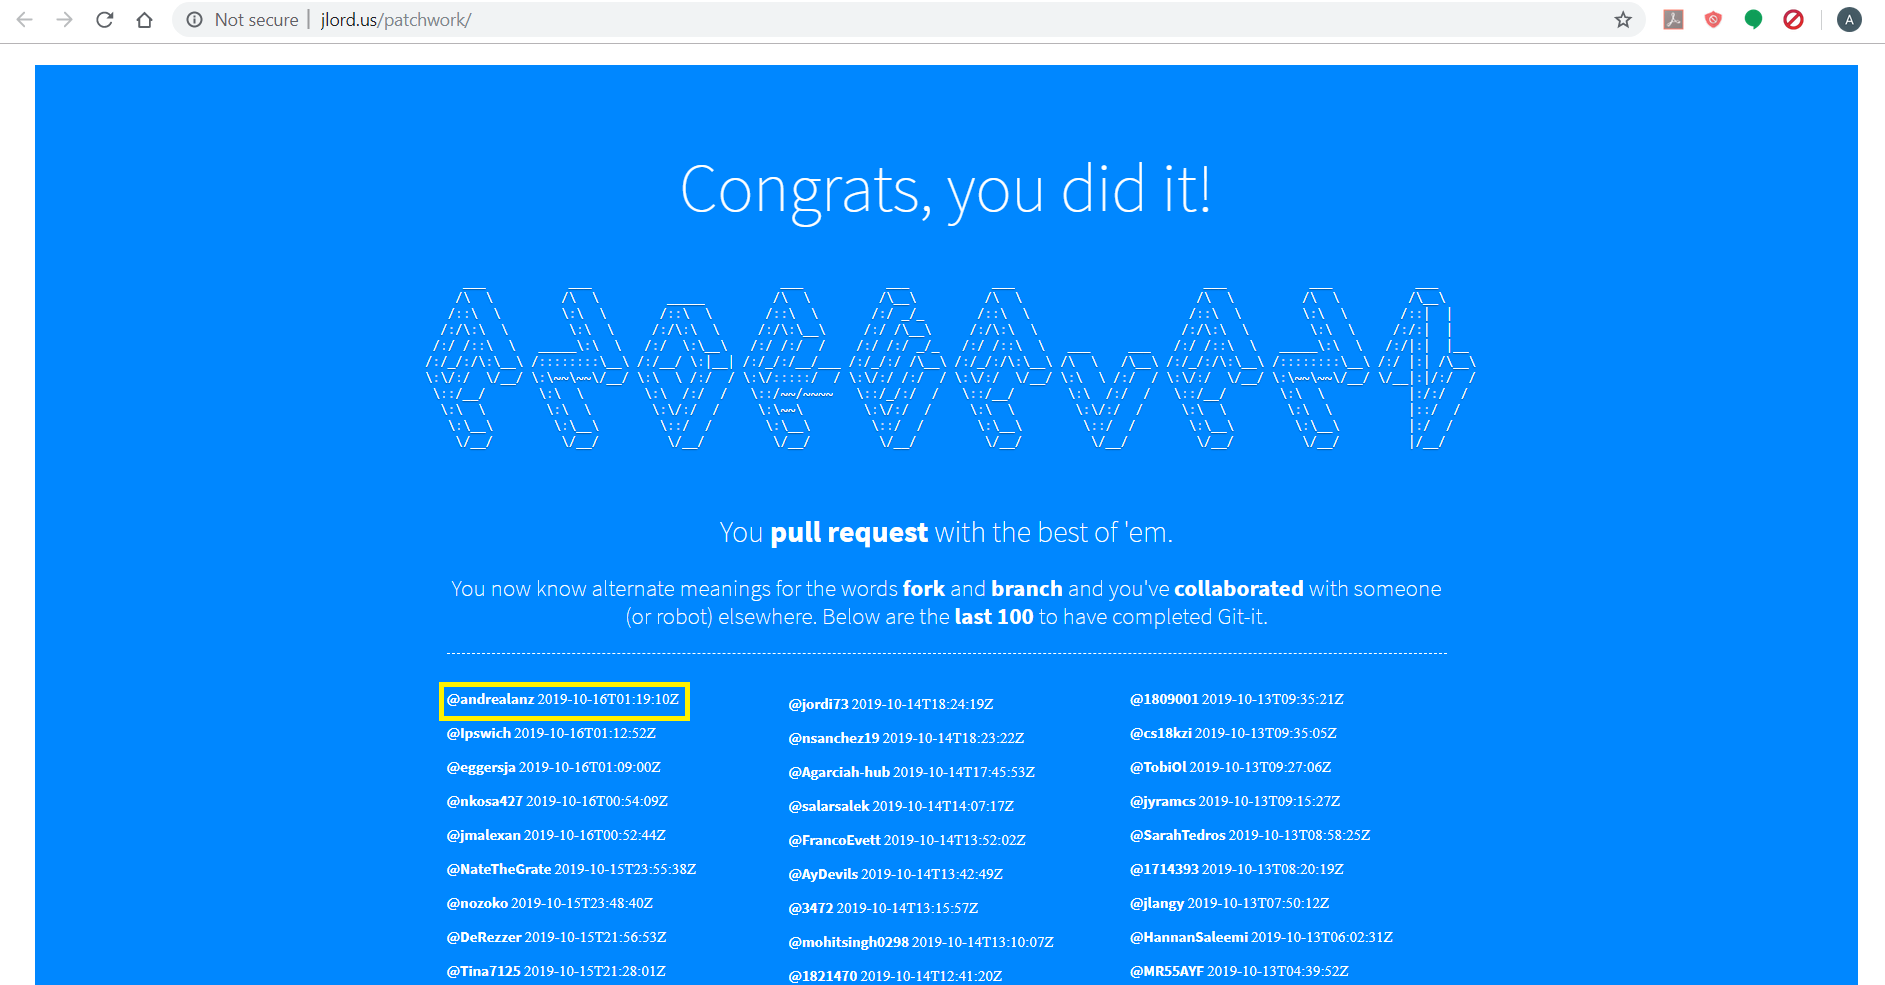 Not secure | jlord.us/patchwork/
A
Congrats, you did it!
You pull request with the best of 'em.
You now know alternate meanings for the words fork and branch and you've collaborated with someone
(or robot) elsewhere. Below are the last 100 to have completed Git-it.
@andrealanz 2019-10-16T01:19:10Z
@Ipswich 2019-10-16T01:12:52Z
@eggersja 2019-10-16T01:09:00Z
@nkosa427 2019-10-16T00:54:09Z
@jmalexan 2019-10-16T00:52:44Z
@NateTheGrate 2019-10-15T23:55:38Z
@nozoko 2019-10-15T23:48:40Z
@DeRezzer 2019-10-15T21:56:53Z
@Tina7125 2019-10-15T21:28:01Z
@jordi73 2019-10-14T18:24:19Z
@nsanchez19 2019-10-14T18:23:22Z
@Agarciah-hub 2019-10-14T17:45:53Z
@salarsalek 2019-10-14T14:07:17Z
@FrancoEvett 2019-10-14T13:52:02Z
@AyDevils 2019-10-14T13:42:49Z
@3472 2019-10-14T13:15:57Z
@mohitsingh0298 2019-10-14T13:10:07Z
@1821470 2019-10-14T12:41:20Z
@1809001 2019-10-13T09:35:21Z
@cs18kzi 2019-10-13T09:35:05Z
@TobiOl 2019-10-13T09:27:06Z
@jyramcs 2019-10-13T09:15:27Z
@SarahTedros 2019-10-13T08:58:25Z
@1714393 2019-10-13T08:20:19Z
@jlangy 2019-10-13T07:50:12Z
@HannanSaleemi 2019-10-13T06:02:31Z
@MR55AYF 2019-10-13T04:39:52Z